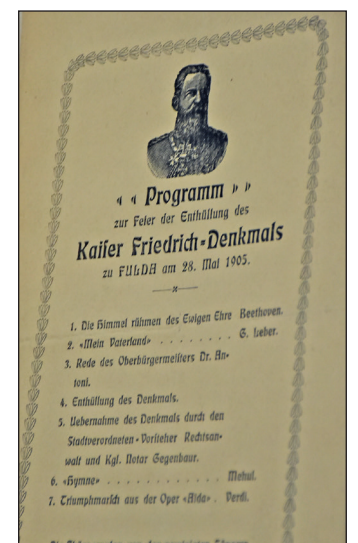 « « Programm » »
zur Feier der Enthüllung des
Kaiser Friedrich-Denkmals
zu FULDA am 28. Mai 1905.
1. Die Himmel rühmen des Ewigen Ehre Beethoven.
2. «Mein Vaterland» . . . . . . . . G. Leber.
3. Rede des Oberbürgermeisters Dr. An-
toni.
4. Enthüllung des Denkmals.
5. Uebernahme des Denkmals durch den
Stadtverordneten-Vorsteher Rechtsan-
walt und Kgl. Notar Gegenbaur.
6. «Hymne» . . . . . . . . . . . . Mehul.
7. Triumphmarsch aus der Oper «Aida» . Verdi.